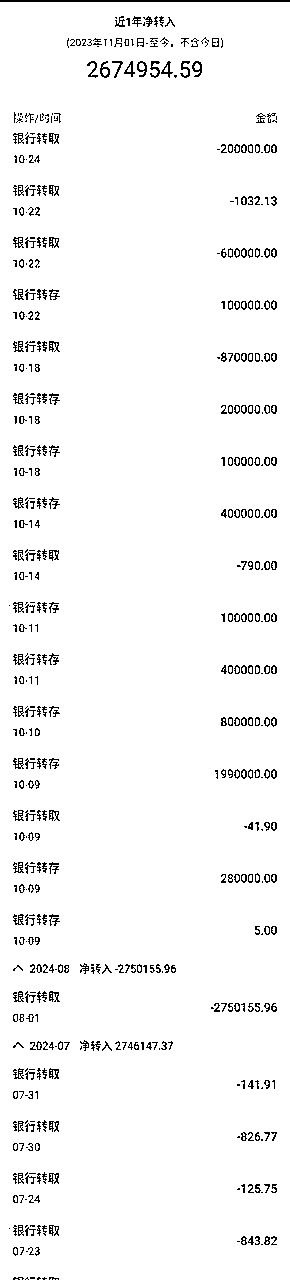 近1年净转入
(2023年11月01日-至今，不含今日)
2674954.59
操作/时间 金额
银行转取
10-24 -200000.00
银行转取
10-22 -1032.13
银行转取
10-22 -600000.00
银行转存
10-22 100000.00
银行转取
10-18 -870000.00
银行转存
10-18 200000.00
银行转存
10-18 100000.00
银行转存
10-14 400000.00
银行转取
10-14 -790.00
银行转存
10-11 100000.00
银行转存
10-11 400000.00
银行转存
10-10 800000.00
银行转存
10-09 1990000.00
银行转取
10-09 -41.90
银行转存
10-09 280000.00
银行转存
10-09 5.00
2024-08 净转入 -2750155.96
银行转取
08-01 -2750155.96
2024-07 净转入 2746147.37
银行转取
07-31 -141.91
银行转取
07-30 -826.77
银行转取
07-24 -125.75
银行转取
07-23 -843.82